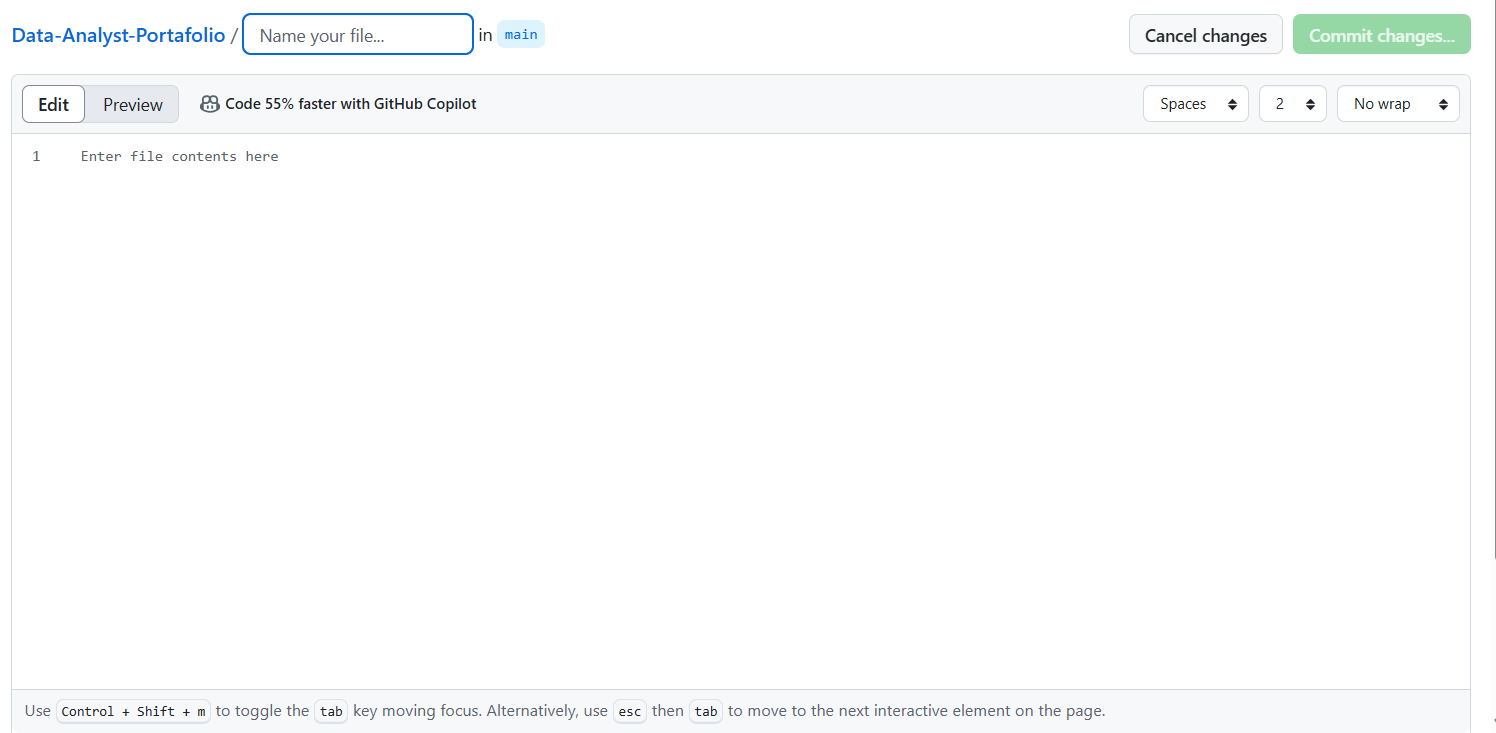 Data-Analyst-Portafolio / Name your file... in main Cancel changes Commit changes...
Edit Preview Code 55% faster with GitHub Copilot Spaces 2 No wrap
1 Enter file contents here
Use Control + Shift + m to toggle the tab key moving focus. Alternatively, use esc then tab to move to the next interactive element on the page.